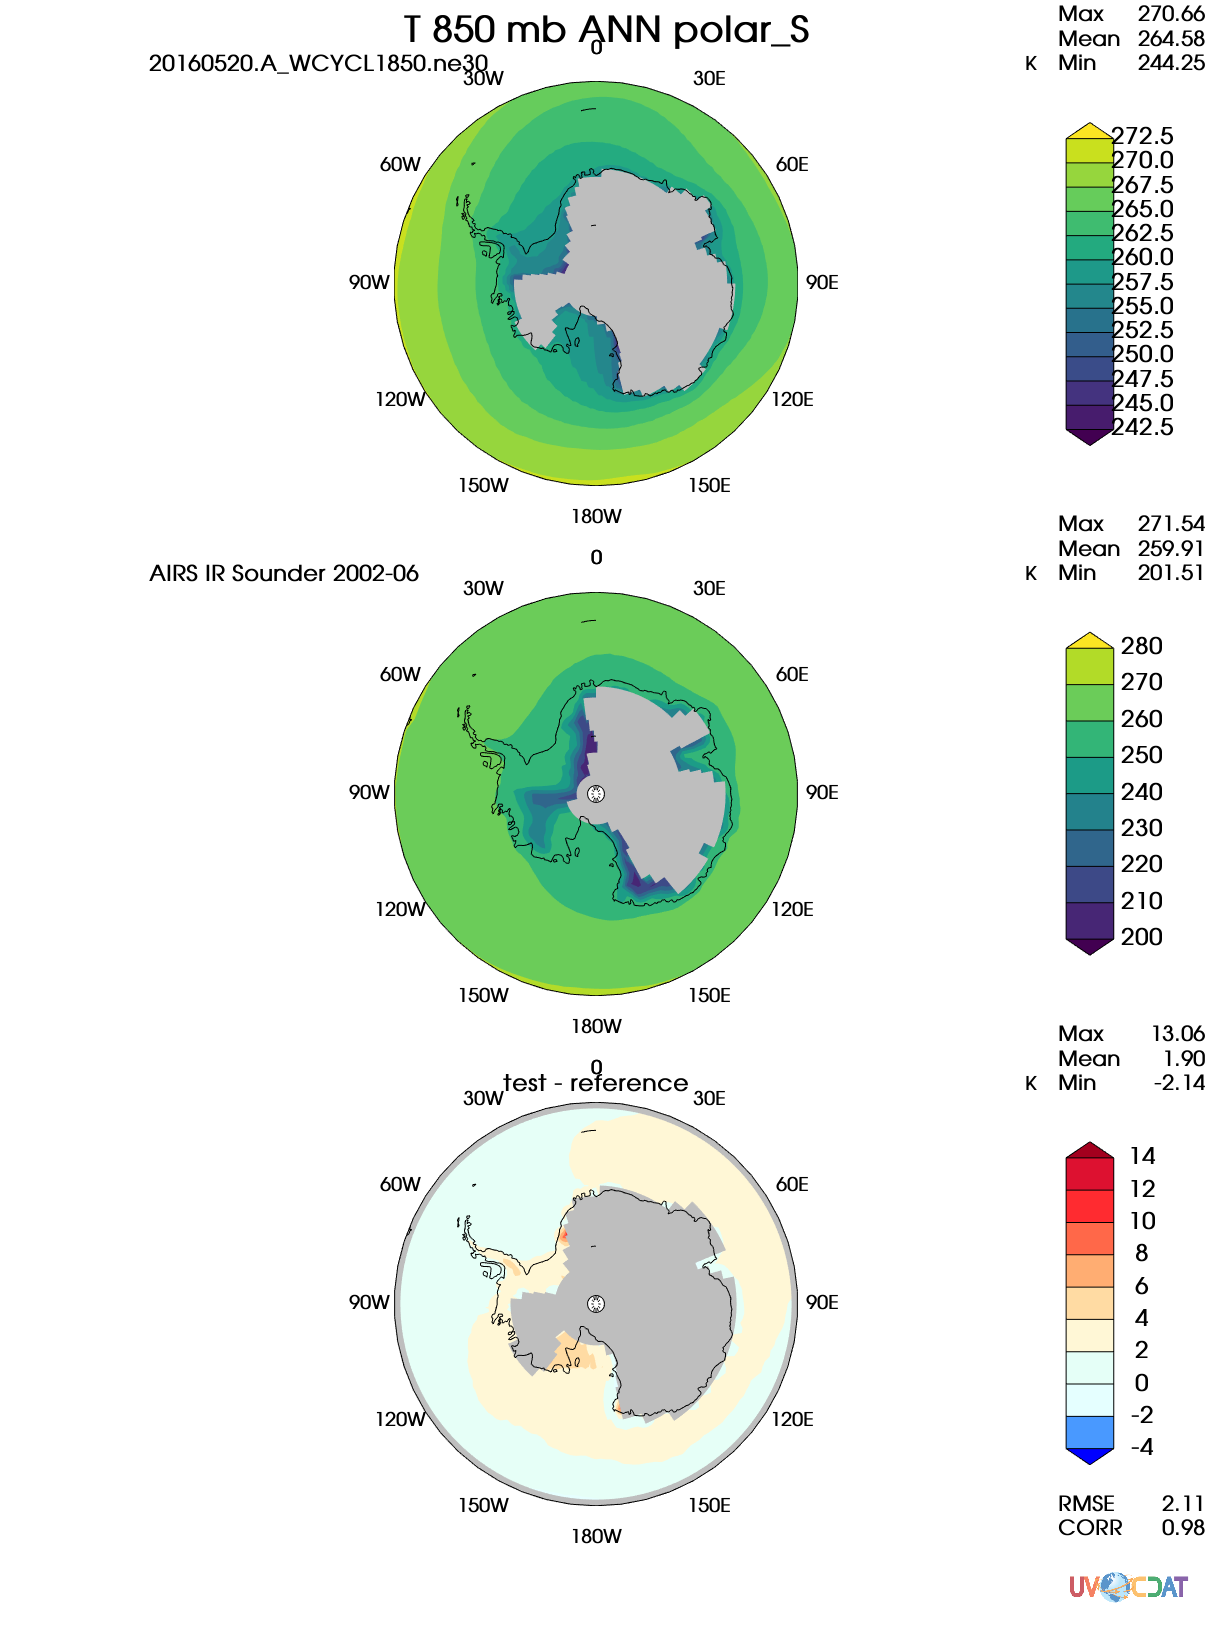 T 850 mb ANN polar_S
20160520.A_WCYCL1850.ne30
Max 270.66
Mean 264.58
K Min 244.25
0
30W 30E
60W 60E
90W 90E
120W 120E
150W 150E
180W
272.5
270.0
267.5
265.0
262.5
260.0
257.5
255.0
252.5
250.0
247.5
245.0
242.5
AIRS IR Sounder 2002-06
Max 271.54
Mean 259.91
K Min 201.51
0
30W 30E
60W 60E
90W 90E
120W 120E
150W 150E
180W
280
270
260
250
240
230
220
210
200
test - reference
Max 13.06
Mean 1.90
K Min -2.14
0
30W 30E
60W 60E
90W 90E
120W 120E
150W 150E
180W
14
12
10
8
6
4
2
0
-2
-4
RMSE 2.11
CORR 0.98
UV CDAT